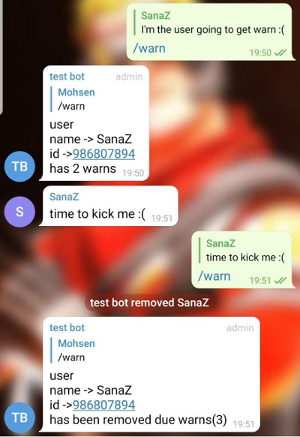 SanaZ
I'm the user going to get warn :(
/warn
19:50
test bot admin
Mohsen
/warn
user
name -> SanaZ
id ->986807894
has 2 warns 19:50
TB
SanaZ
S
time to kick me :( 19:51
SanaZ
time to kick me :(
/warn 19:51
test bot removed SanaZ
test bot admin
Mohsen
/warn
user
name -> SanaZ
id ->986807894
TB
has been removed due warns(3) 19:51